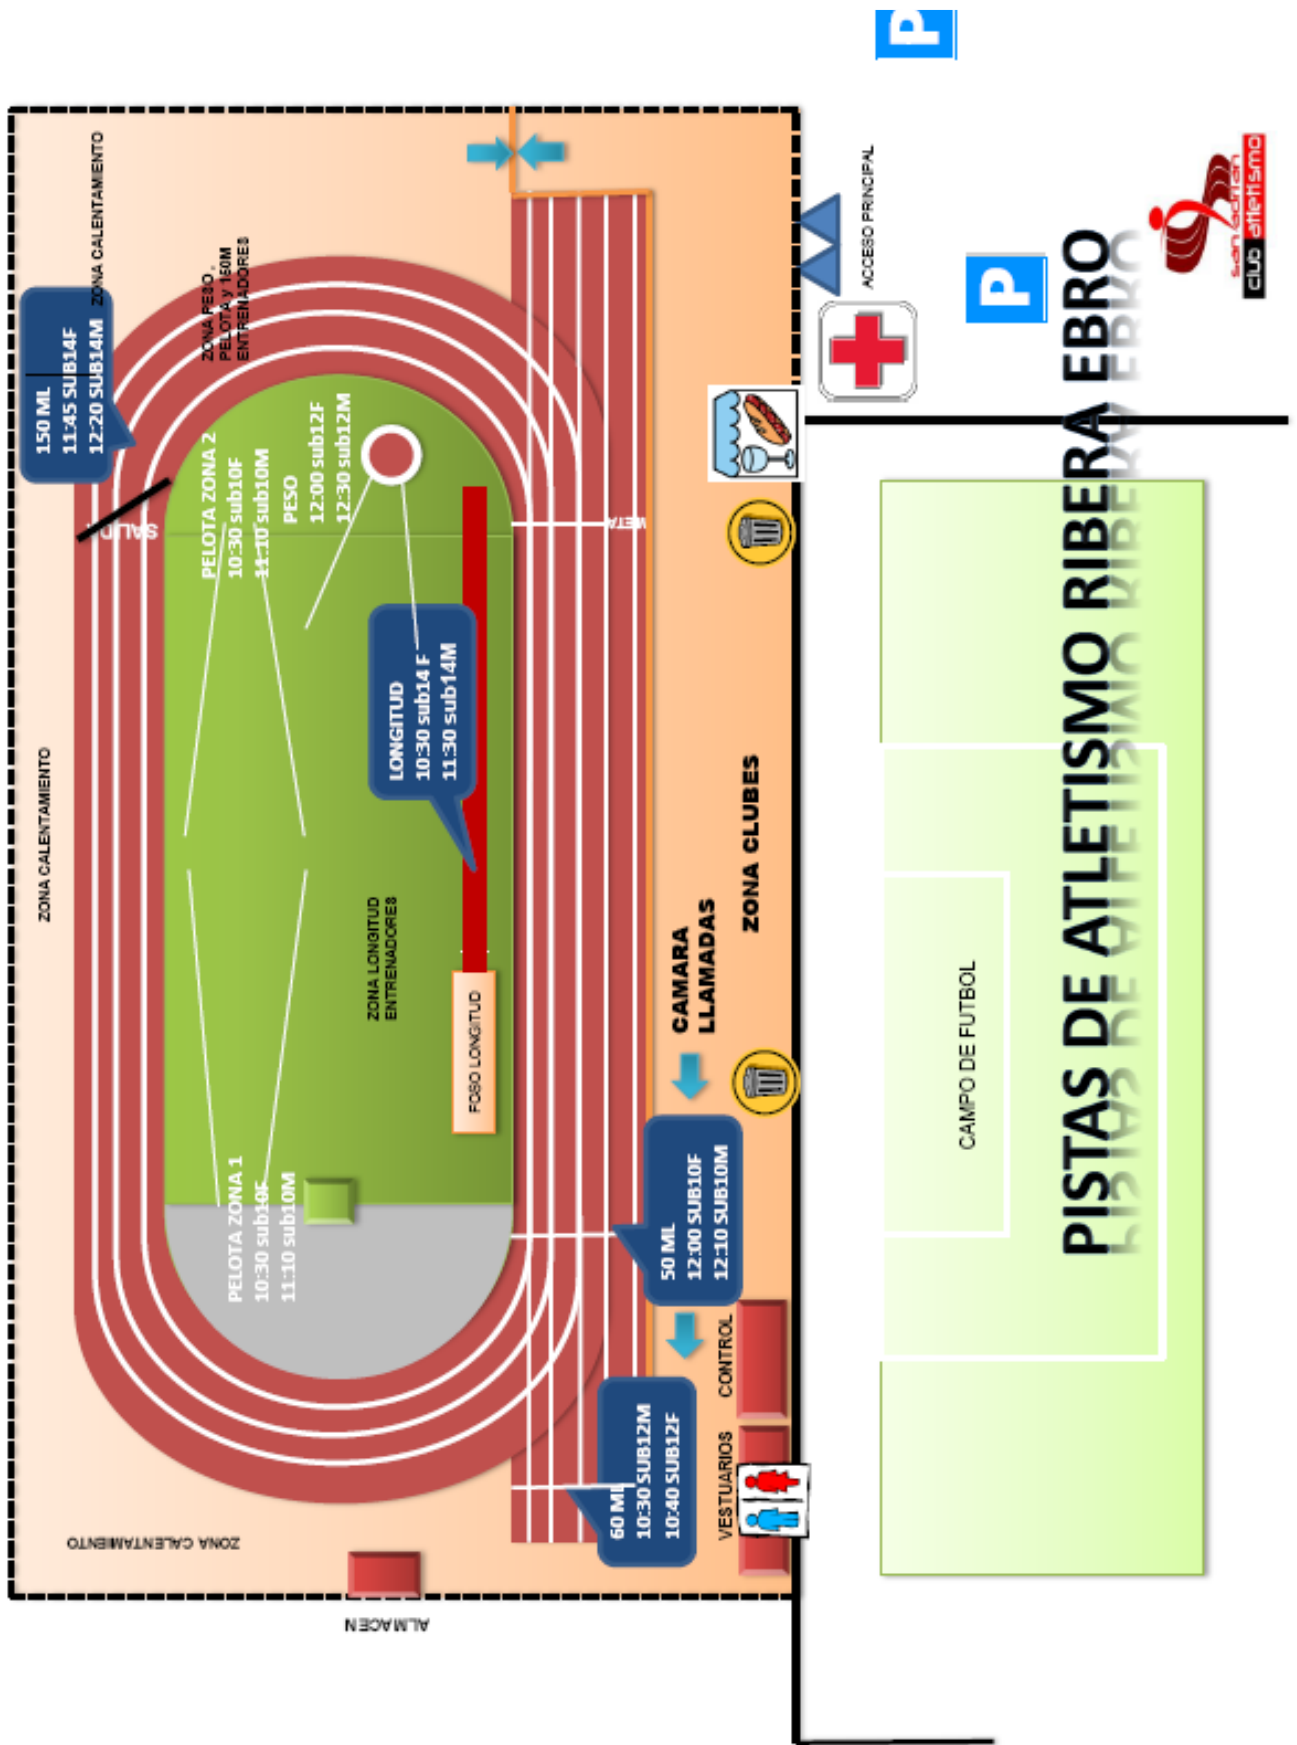 PISTAS DE ATLETISMO RIBERA EBRO
ZONA CALENTAMIENTO
ZONA CALENTAMIENTO
ZONA CALENTAMIENTO
150 ML
11:45 SUB14F
12:20 SUB14M
ZONA PESO,
PELOTA y 150M
ENTRENADORES
SALIDA
PELOTA ZONA 2
10:30 sub10F
11:10 sub10M
PESO
12:00 sub12F
12:30 sub12M
PELOTA ZONA 1
10:30 sub10F
11:10 sub10M
LONGITUD
10:30 sub14 F
11:30 sub14M
ZONA LONGITUD
ENTRENADORES
FOSO LONGITUD
META
60 ML
10:30 SUB12M
10:40 SUB12F
50 ML
12:00 SUB10F
12:10 SUB10M
CAMARA
LLAMADAS
ZONA CLUBES
VESTUARIOS
CONTROL
ALMACEN
ACCESO PRINCIPAL
P
P
CAMPO DE FUTBOL
san adrian
club atletismo